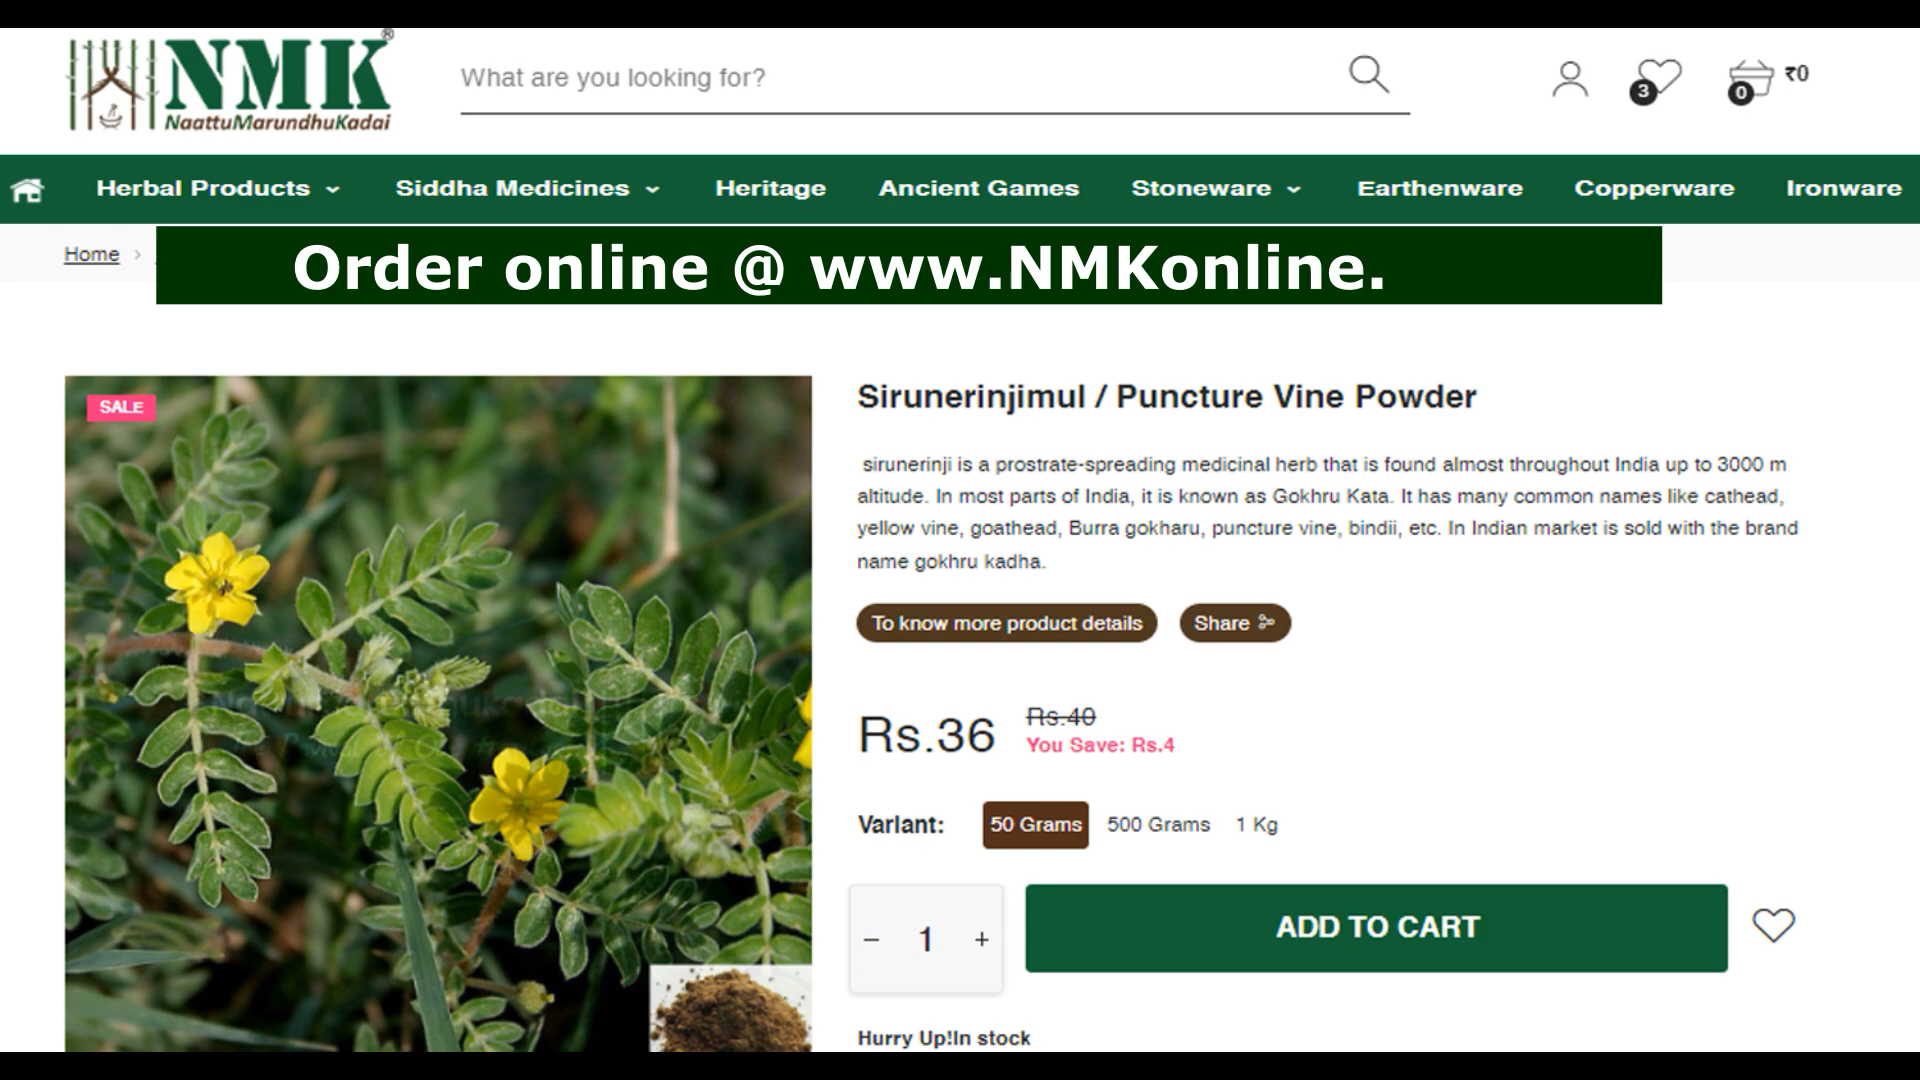 NMK®
NaattuMarundhuKadai
What are you looking for?
3
0
₹0
Herbal Products
Siddha Medicines
Heritage
Ancient Games
Stoneware
Earthenware
Copperware
Ironware
Home ›
Order online @ www.NMKonline.
SALE
Sirunerinjimul / Puncture Vine Powder
sirunerinji is a prostrate-spreading medicinal herb that is found almost throughout India up to 3000 m
altitude. In most parts of India, it is known as Gokhru Kata. It has many common names like cathead,
yellow vine, goathead, Burra gokharu, puncture vine, bindii, etc. In Indian market is sold with the brand
name gokhru kadha.
To know more product details
Share
Rs.36
Rs.40
You Save: Rs.4
Variant:
50 Grams
500 Grams
1 Kg
− 1 +
ADD TO CART
Hurry Up!In stock